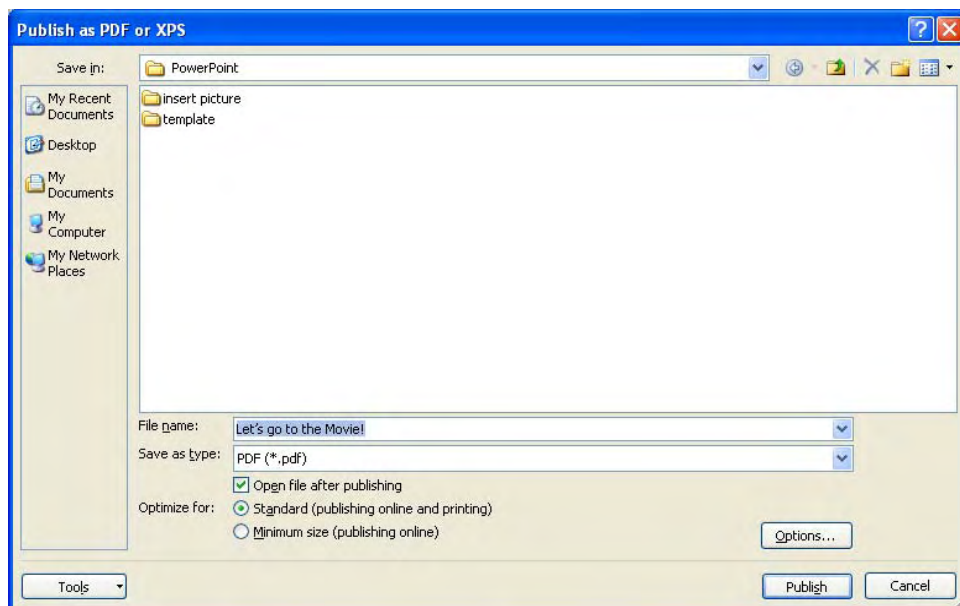 Publish as PDF or XPS
Save in:
PowerPoint
My Recent
Documents
Desktop
My
Documents
My
Computer
My Network
Places
insert picture
template
File name:
Let's go to the Movie!
Save as type:
PDF (*.pdf)
Open file after publishing
Optimize for:
Standard (publishing online and printing)
Minimum size (publishing online)
Options...
Tools
Publish
Cancel